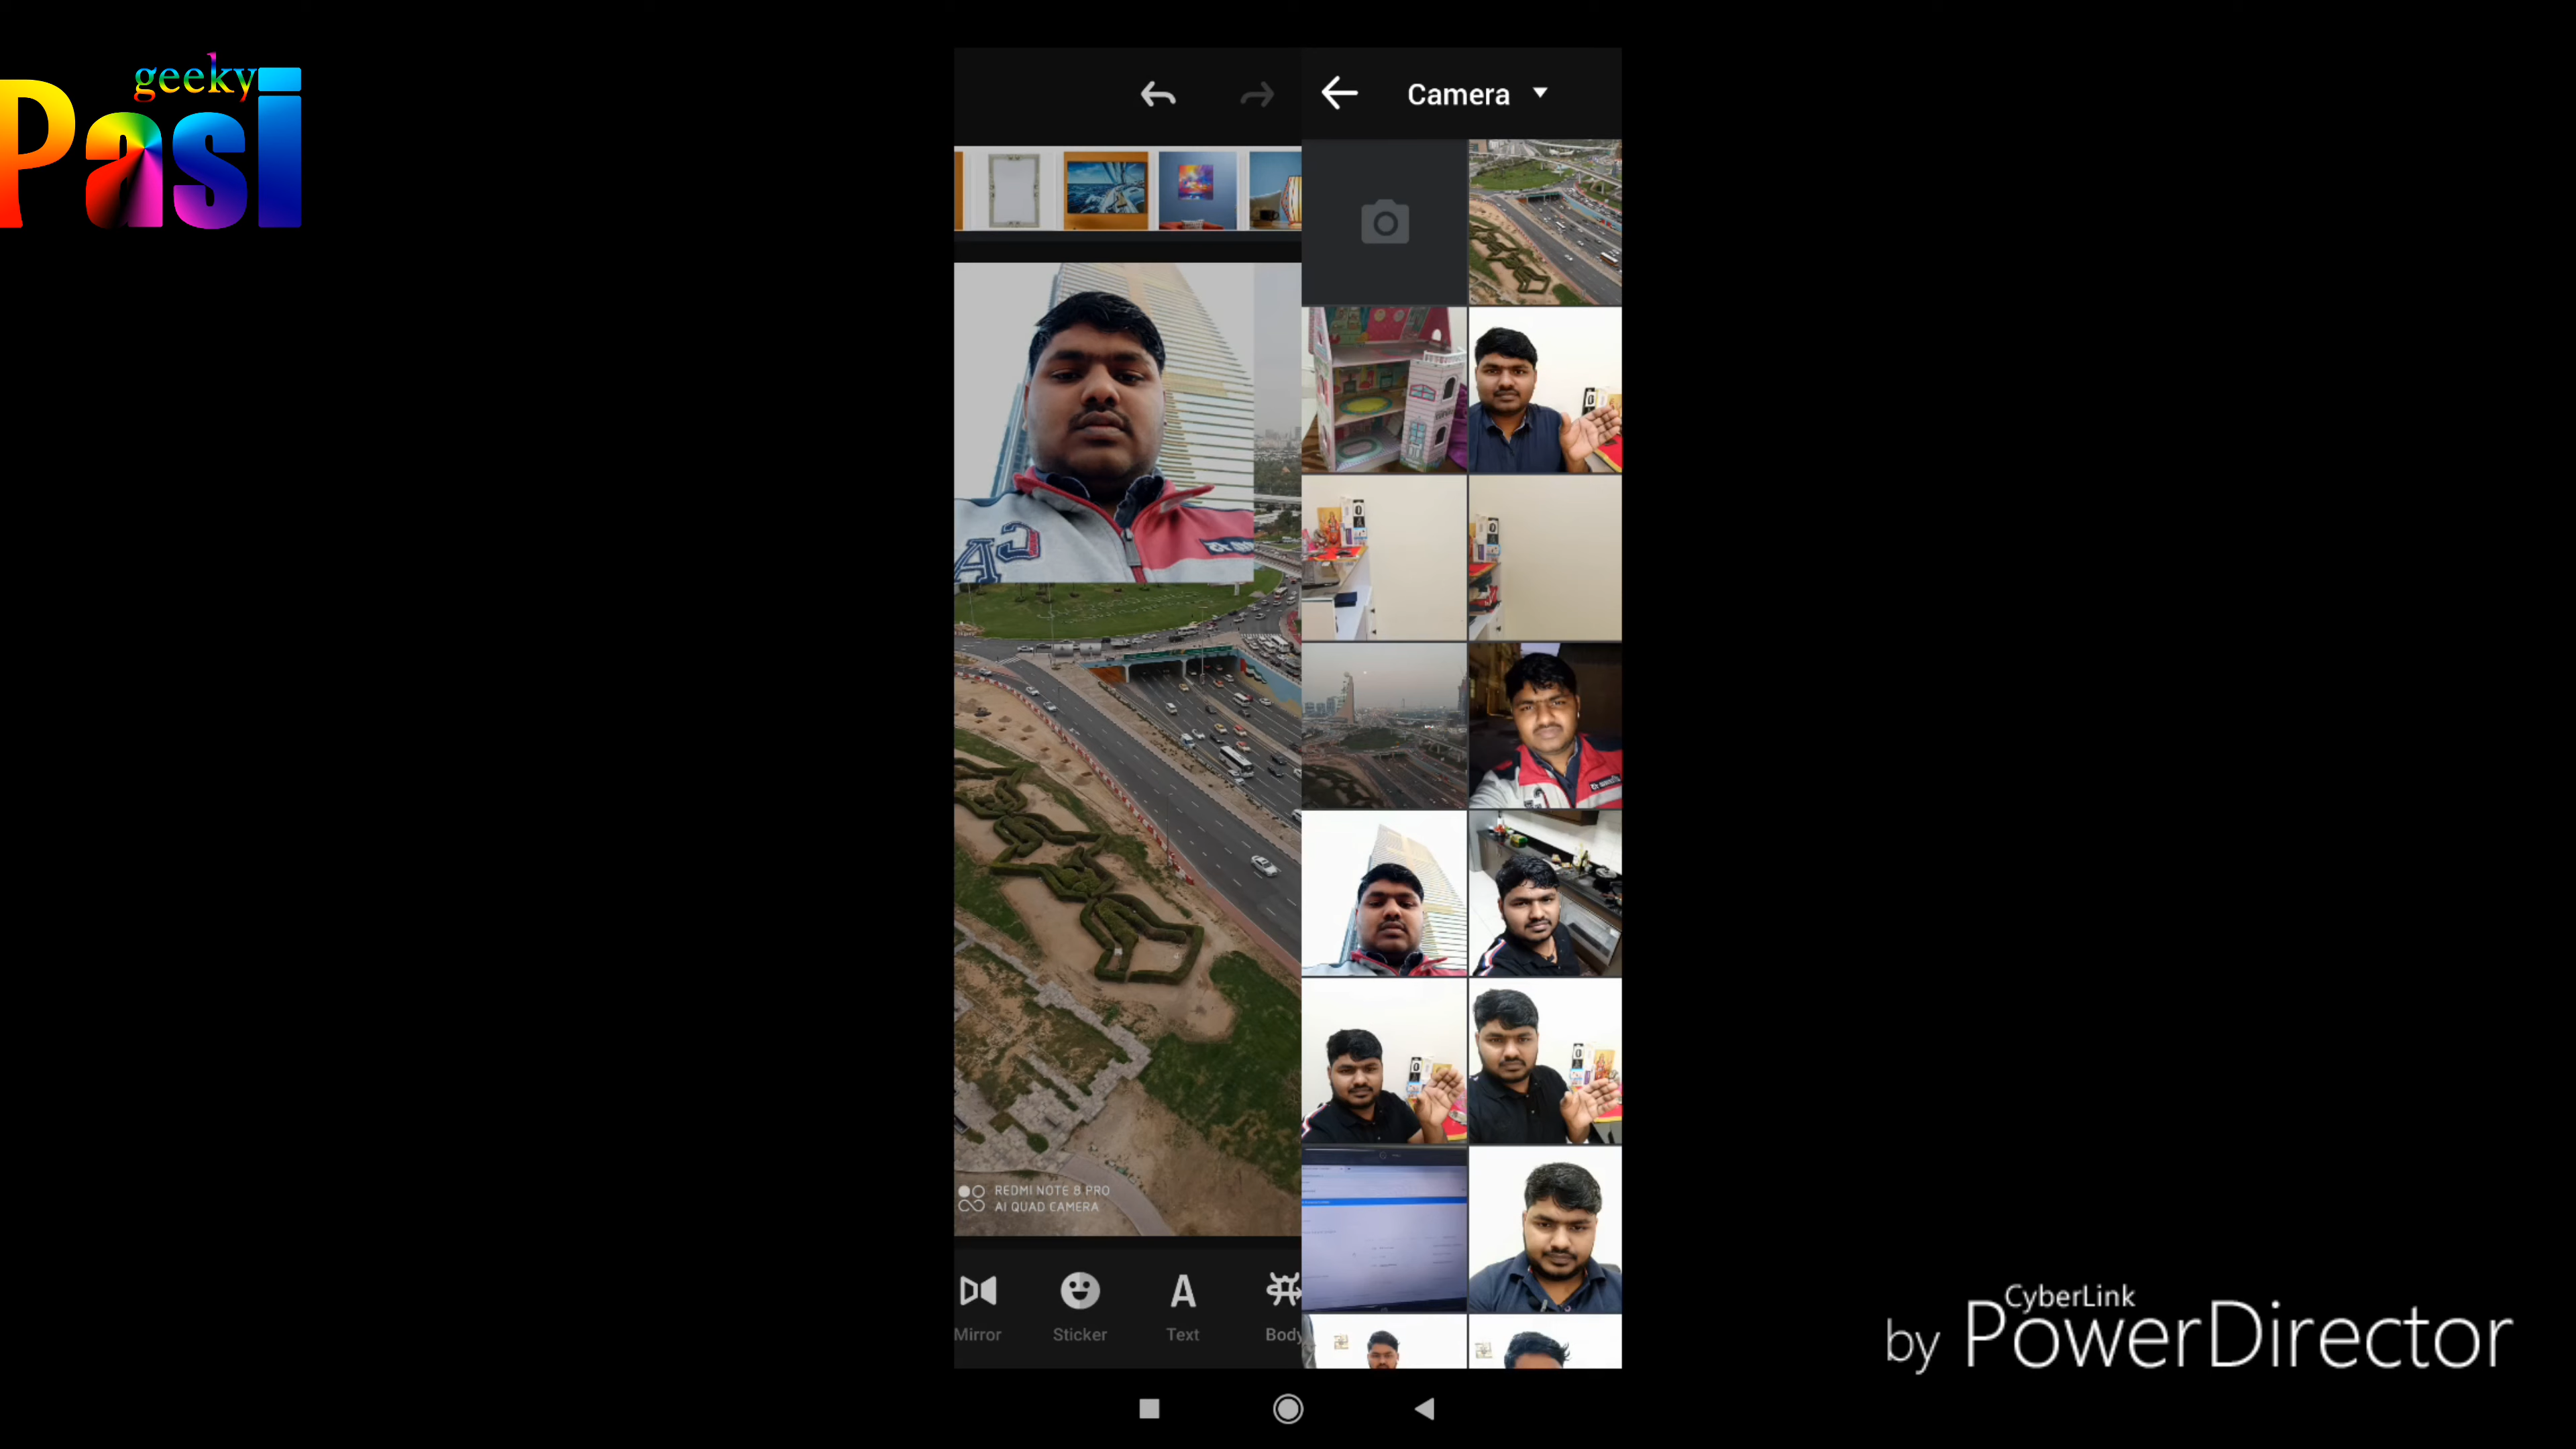 geeky
Pasi
Camera
REDMI NOTE 8 PRO
AI QUAD CAMERA
Mirror
Sticker
Text
Body
CyberLink
by PowerDirector